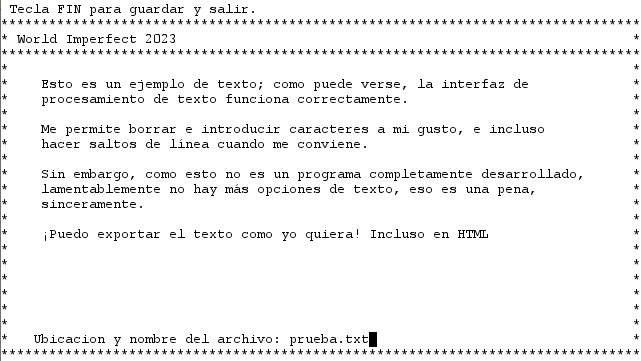 Tecla FIN para guardar y salir.
********************************************************************************
* World Imperfect 2023 *
********************************************************************************
* *
* Esto es un ejemplo de texto; como puede verse, la interfaz de *
* procesamiento de texto funciona correctamente. *
* *
* Me permite borrar e introducir caracteres a mi gusto, e incluso *
* hacer saltos de línea cuando me conviene. *
* *
* Sin embargo, como esto no es un programa completamente desarrollado, *
* lamentablemente no hay más opciones de texto, eso es una pena, *
* sinceramente. *
* *
* ¡Puedo exportar el texto como yo quiera! Incluso en HTML *
* *
* *
* *
* *
* *
* *
* Ubicacion y nombre del archivo: prueba.txt *
********************************************************************************